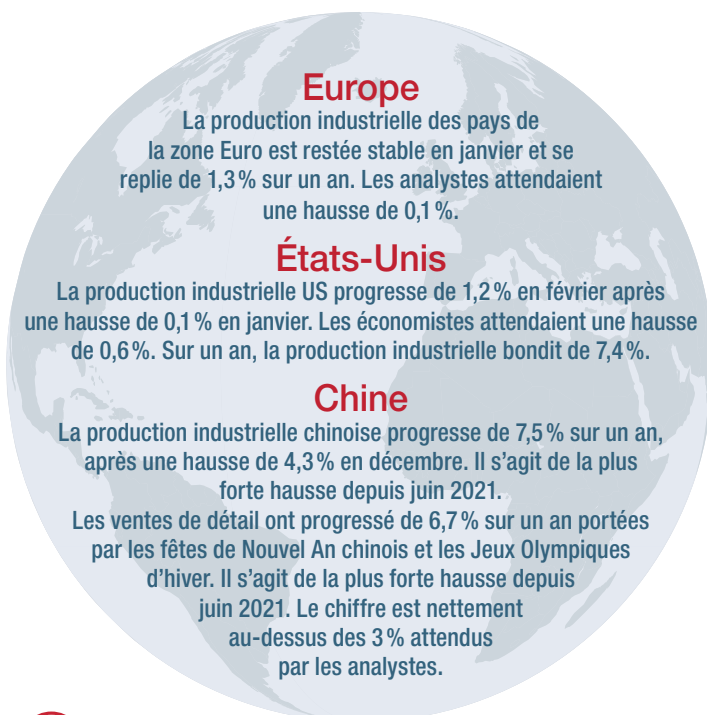 Europe
La production industrielle des pays de
la zone Euro est restée stable en janvier et se
replie de 1,3 % sur un an. Les analystes attendaient
une hausse de 0,1 %.
États-Unis
La production industrielle US progresse de 1,2 % en février après
une hausse de 0,1 % en janvier. Les économistes attendaient une hausse
de 0,6 %. Sur un an, la production industrielle bondit de 7,4 %.
Chine
La production industrielle chinoise progresse de 7,5 % sur un an,
après une hausse de 4,3 % en décembre. Il s’agit de la plus
forte hausse depuis juin 2021.
Les ventes de détail ont progressé de 6,7 % sur un an portées
par les fêtes de Nouvel An chinois et les Jeux Olympiques
d’hiver. Il s’agit de la plus forte hausse depuis
juin 2021. Le chiffre est nettement
au-dessus des 3 % attendus
par les analystes.